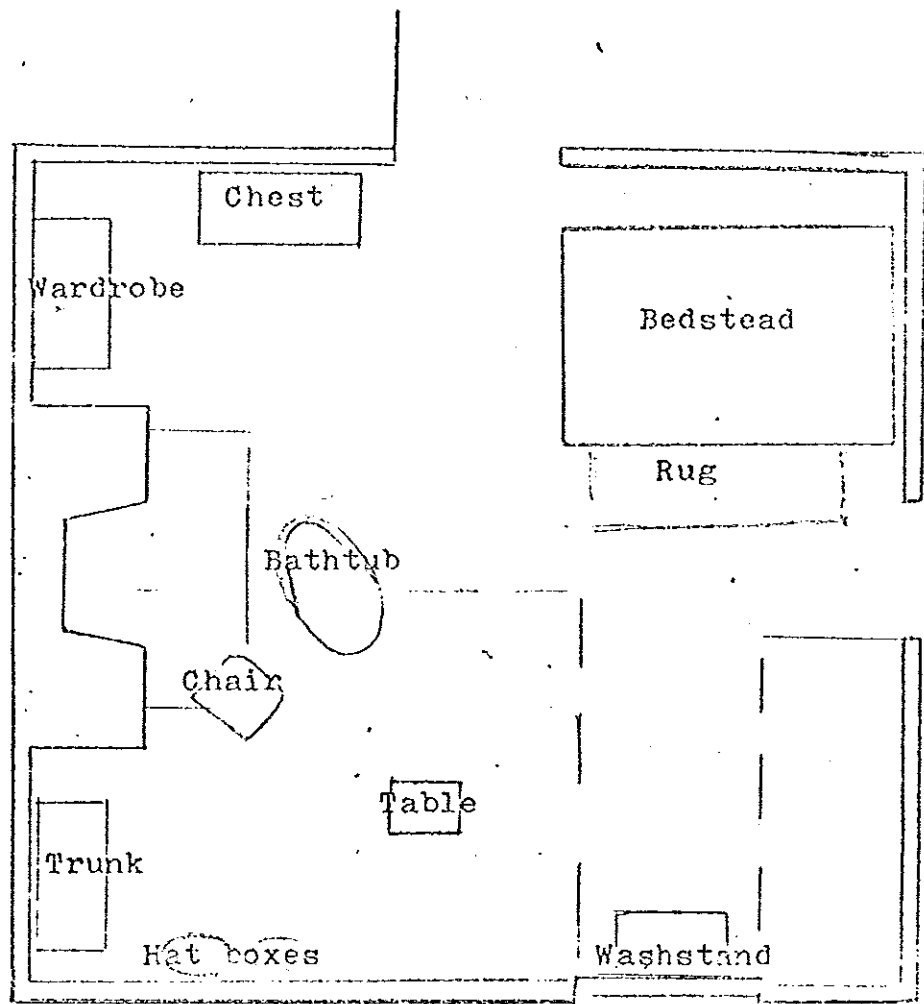 Chest
Wardrobe
Bedstead
Rug
Bathtub
Chair
Table
Trunk
Hat boxes
Washstand